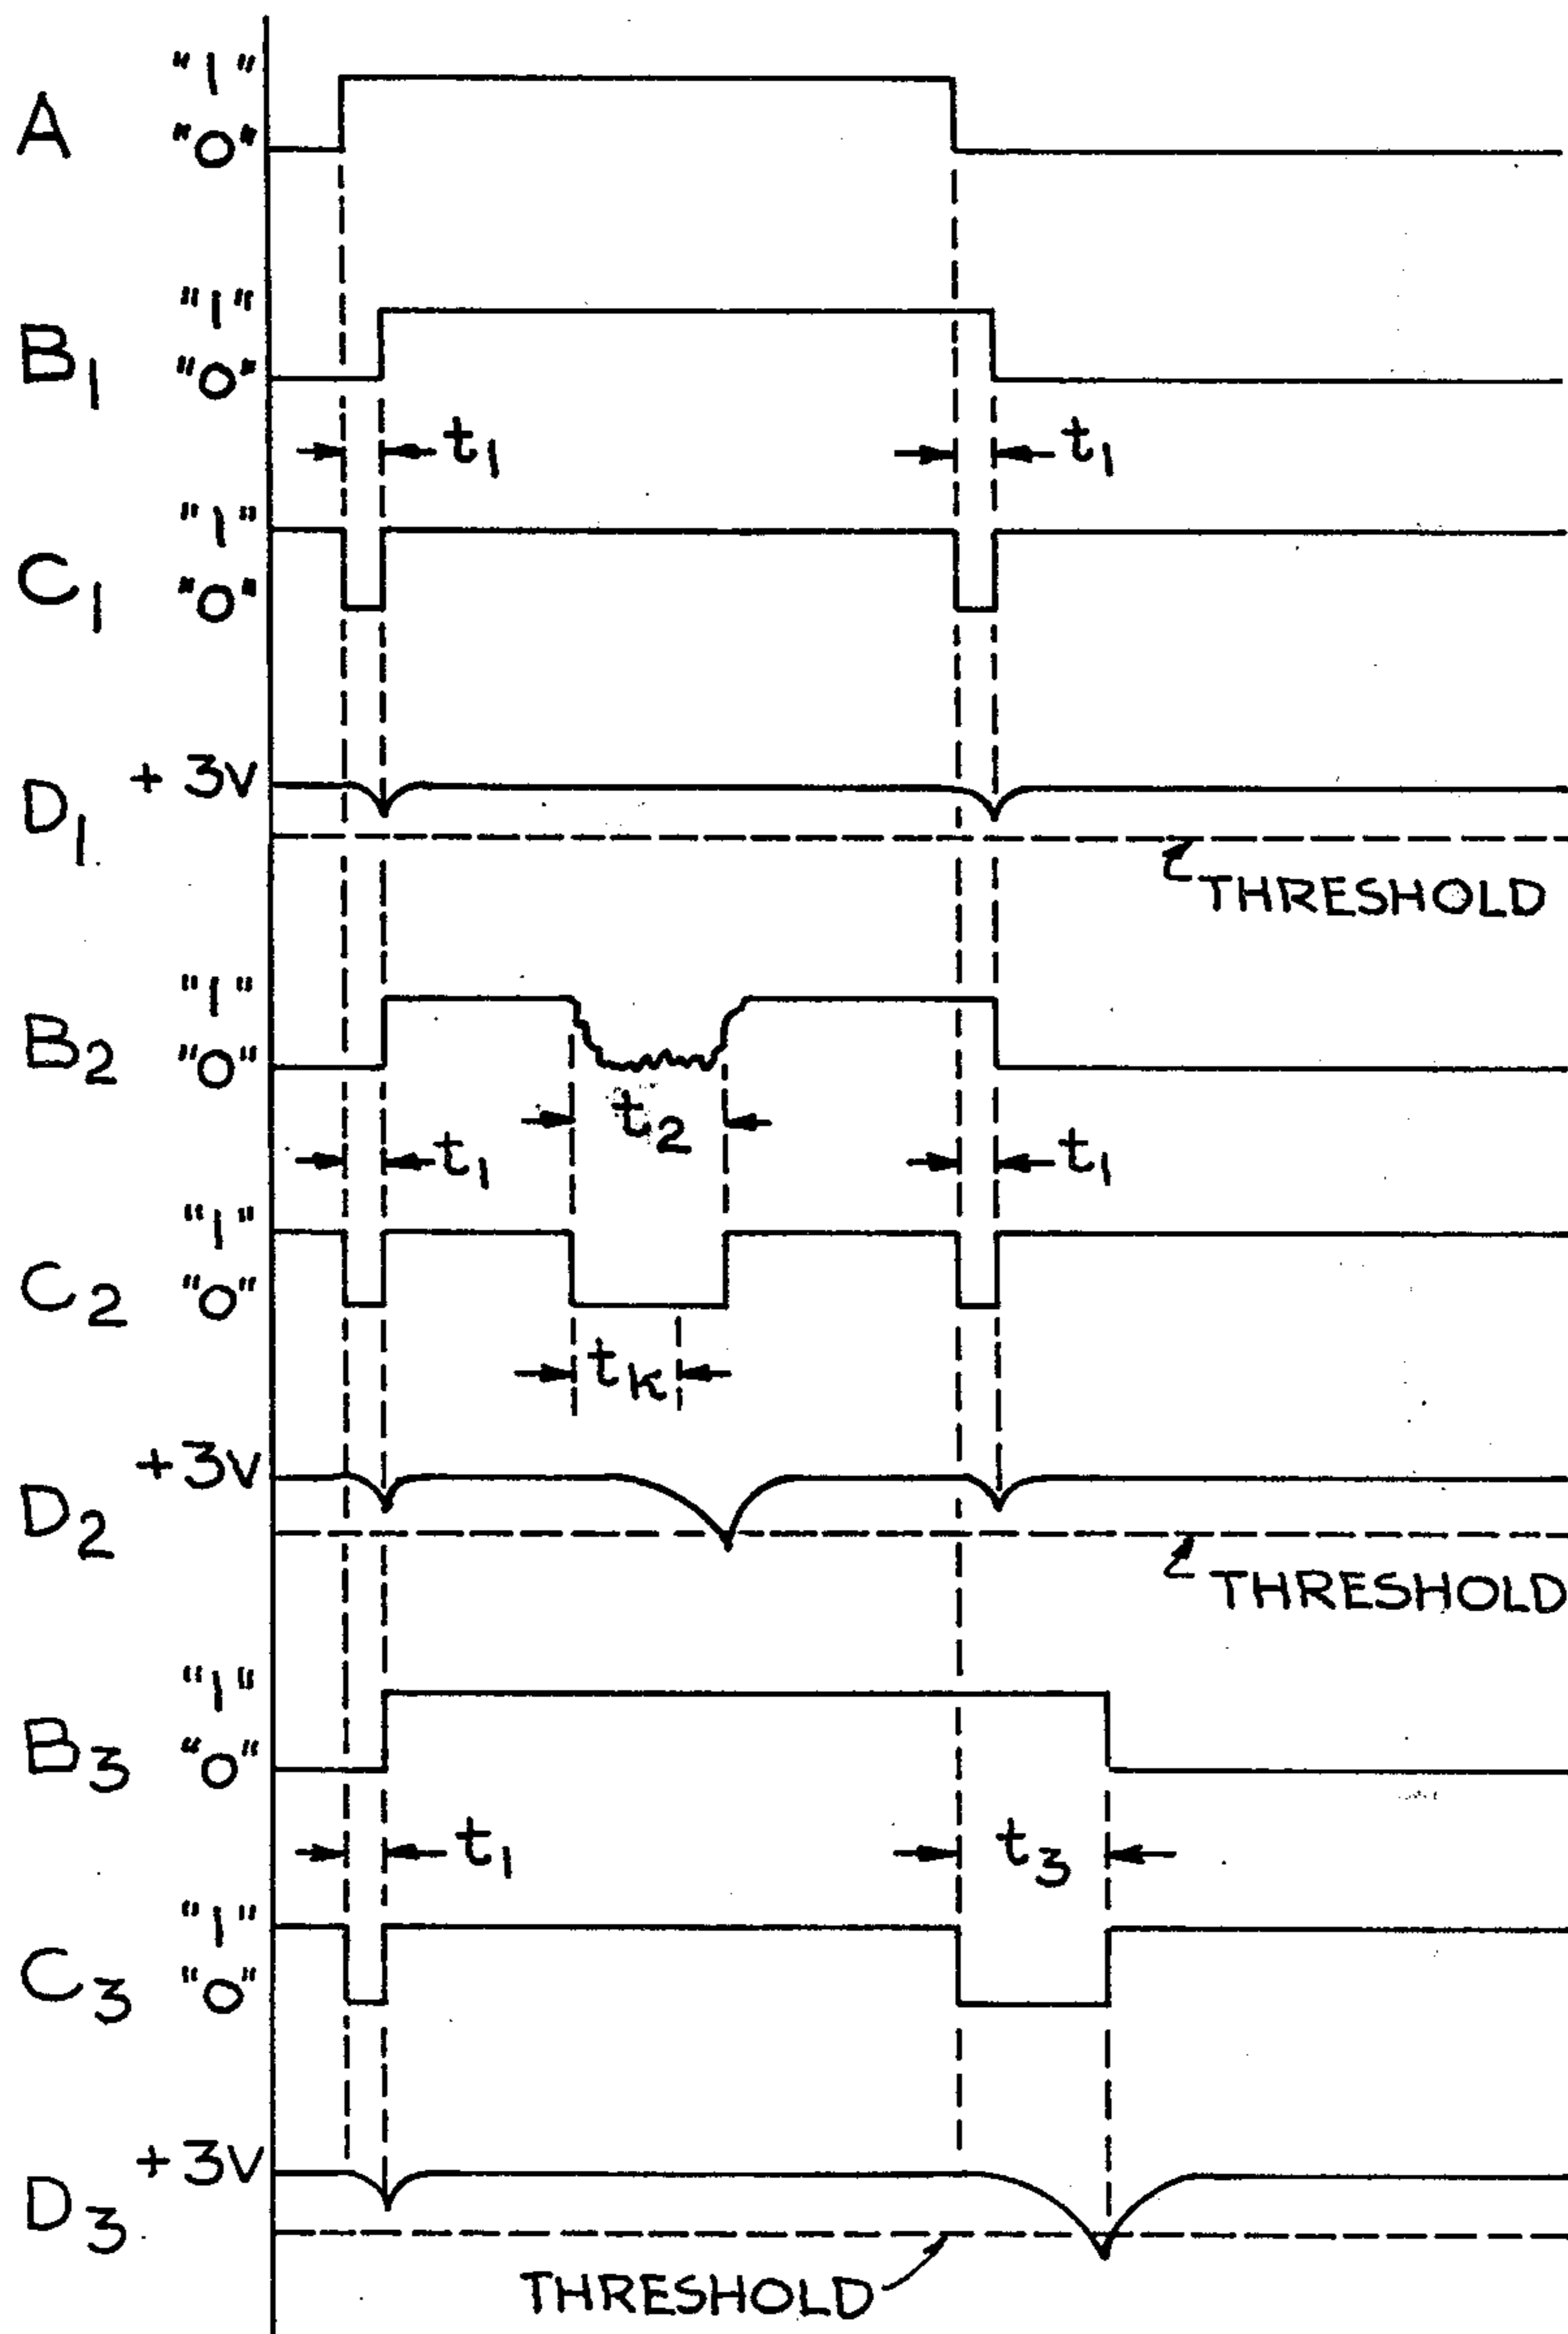 "1"
A "0"
"1"
B1 "0"
t1 t1
"1"
C1 "0"
+ 3V
D1
THRESHOLD
"1"
B2 "0"
t2
t1 t1
"1"
C2 "0"
tK
+3V
D2
THRESHOLD
"1"
B3 "0"
t1 t3
"1"
C3 "0"
+3V
D3
THRESHOLD